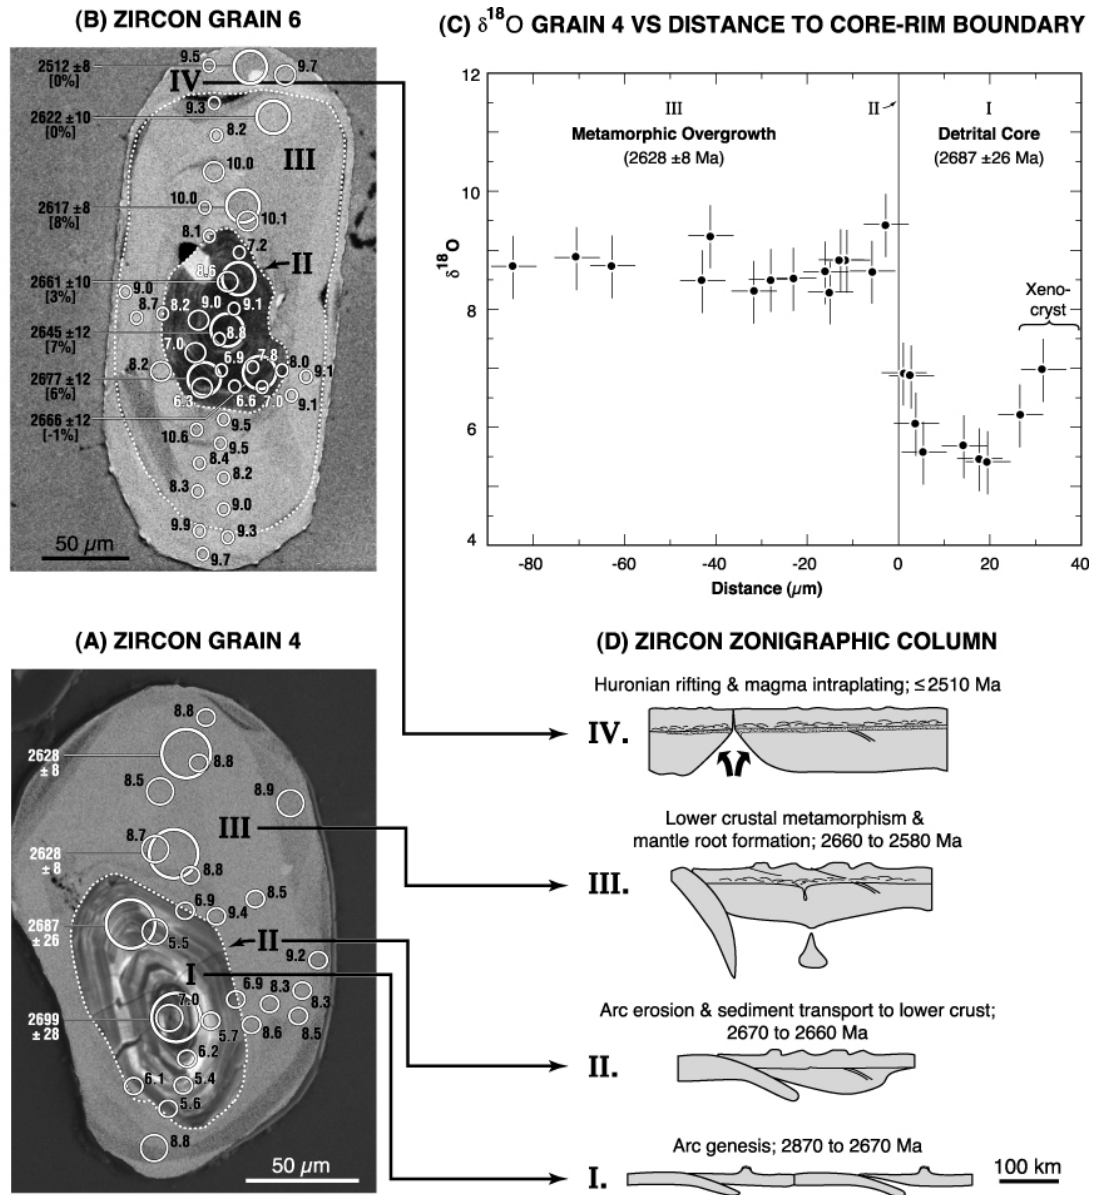 (B) ZIRCON GRAIN 6
2512 ±8
[0%]
9.5
9.7
IV
9.3
2622 ±10
[0%]
8.2
III
10.0
10.0
2617 ±8
[8%]
10.1
8.1
7.2
II
8.6
2661 ±10
[3%]
9.0
8.7
8.2
9.0
9.1
2645 ±12
[7%]
8.8
7.0
8.2
6.9
7.8
8.0
9.1
2677 ±12
[6%]
6.3
6.6
7.0
9.1
2666 ±12
[-1%]
10.6
9.5
9.5
8.4
8.2
8.3
9.0
9.9
9.3
9.7
50 µm
(C) δ18O GRAIN 4 VS DISTANCE TO CORE-RIM BOUNDARY
12
10
8
6
4
δ18O
III
Metamorphic Overgrowth
(2628 ±8 Ma)
II
I
Detrital Core
(2687 ±26 Ma)
Xeno-
cryst
-80 -60 -40 -20 0 20 40
Distance (µm)
(A) ZIRCON GRAIN 4
8.8
2628
± 8
8.8
8.5
8.9
III
8.7
2628
± 8
8.8
8.5
6.9
9.4
2687
± 26
5.5
II
9.2
I
7.0
6.9
8.3
8.3
2699
± 28
5.7
8.6
8.5
6.2
6.1
5.4
5.6
8.8
50 µm
(D) ZIRCON ZONIGRAPHIC COLUMN
Huronian rifting & magma intraplating; ≤2510 Ma
IV.
Lower crustal metamorphism &
mantle root formation; 2660 to 2580 Ma
III.
Arc erosion & sediment transport to lower crust;
2670 to 2660 Ma
II.
Arc genesis; 2870 to 2670 Ma
I.
100 km